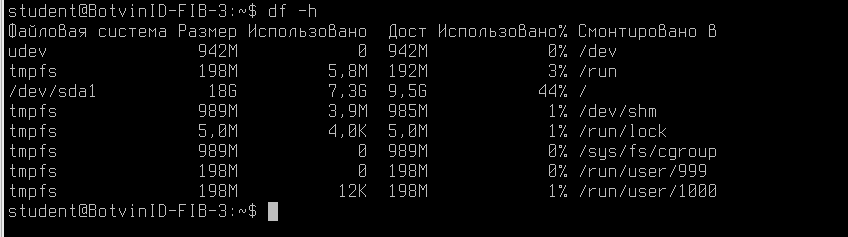 student@BotvinID-FIB-3:~$ df -h
Файловая система Размер Использовано  Дост Использовано% Смонтировано в
udev               942M            0  942M            0% /dev
tmpfs              198M         5,8M  192M            3% /run
/dev/sda1           18G         7,3G  9,5G           44% /
tmpfs              989M         3,9M  985M            1% /dev/shm
tmpfs              5,0M         4,0K  5,0M            1% /run/lock
tmpfs              989M            0  989M            0% /sys/fs/cgroup
tmpfs              198M            0  198M            0% /run/user/999
tmpfs              198M          12K  198M            1% /run/user/1000
student@BotvinID-FIB-3:~$